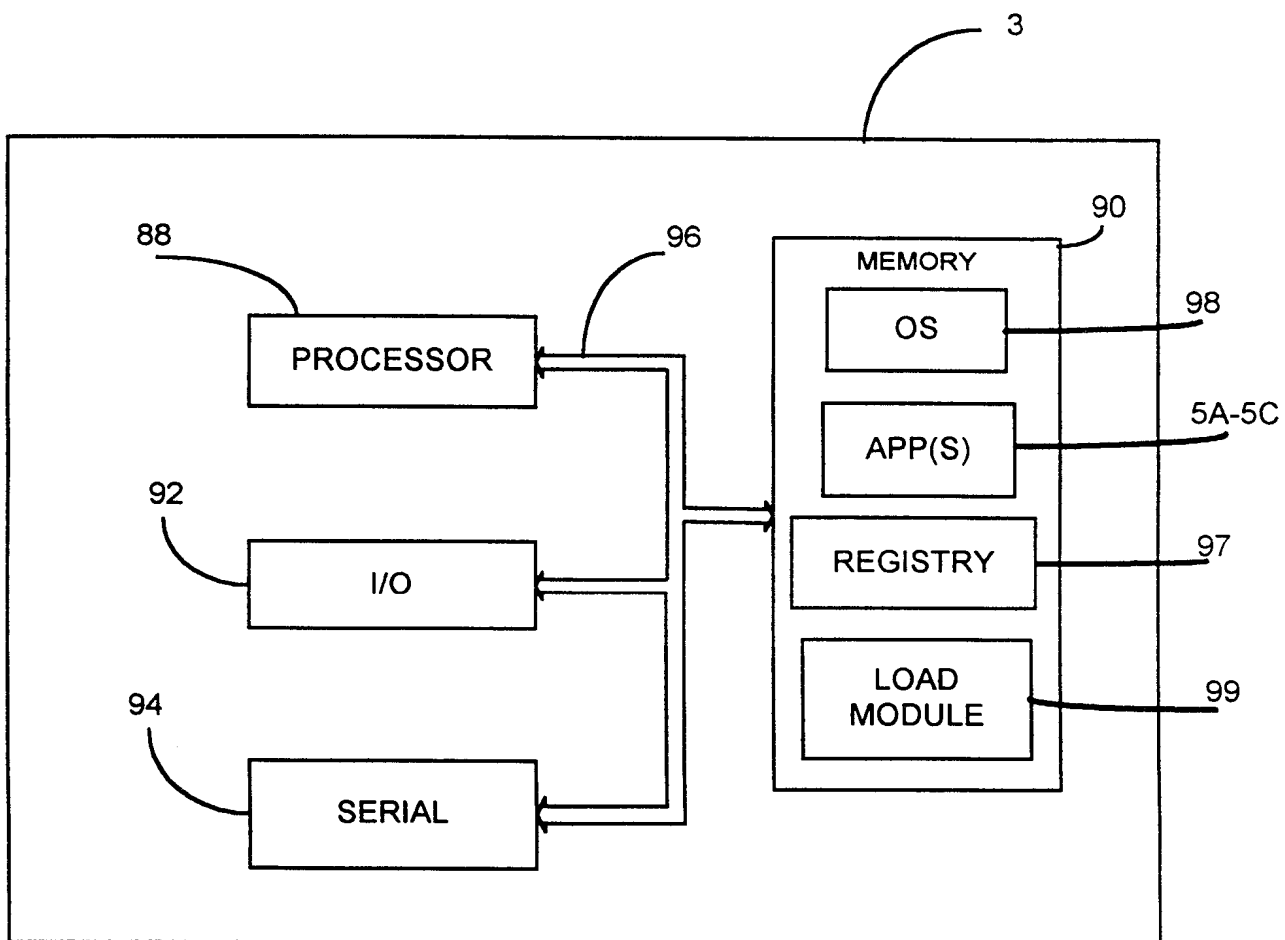 3
90
88
96
MEMORY
98
OS
PROCESSOR
5A-5C
APP(S)
92
97
REGISTRY
I/O
LOAD
MODULE
99
94
SERIAL